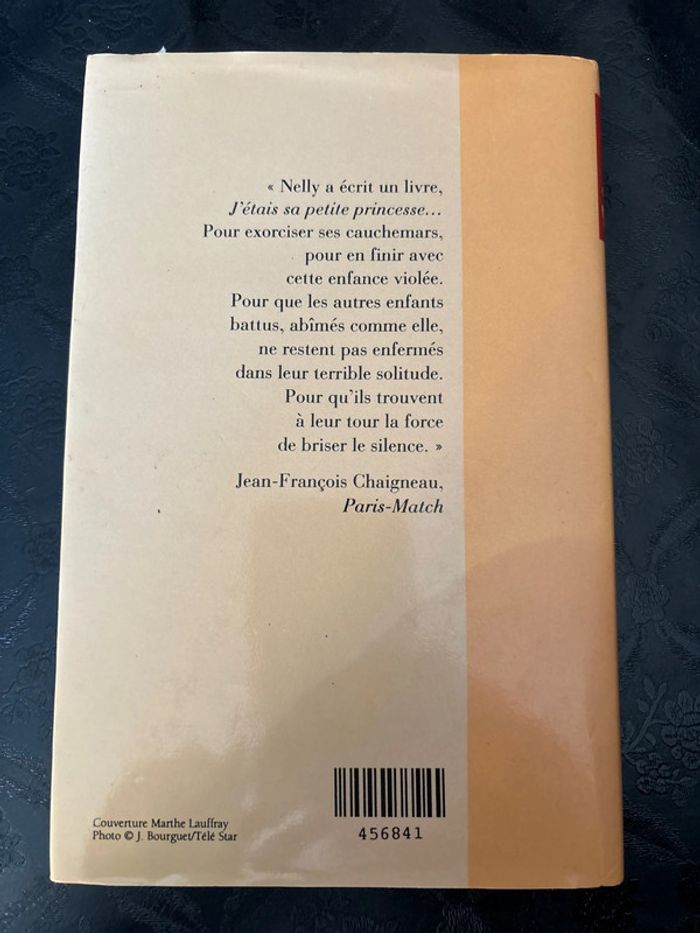 « Nelly a écrit un livre,
J'étais sa petite princesse...
Pour exorciser ses cauchemars,
pour en finir avec
cette enfance violée.
Pour que les autres enfants
battus, abîmés comme elle,
ne restent pas enfermés
dans leur terrible solitude.
Pour qu'ils trouvent
à leur tour la force
de briser le silence. »
Jean-François Chaigneau,
Paris-Match
Couverture Marthe Lauffray
Photo © J. Bourguet/Télé Star
456841